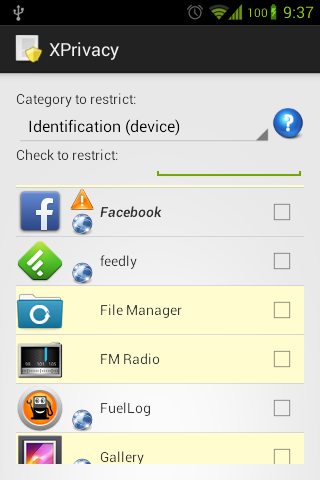 100 9:37
XPrivacy
Category to restrict:
Identification (device)
?
Check to restrict:
f
Facebook
feedly
File Manager
FM Radio
FuelLog
Gallery